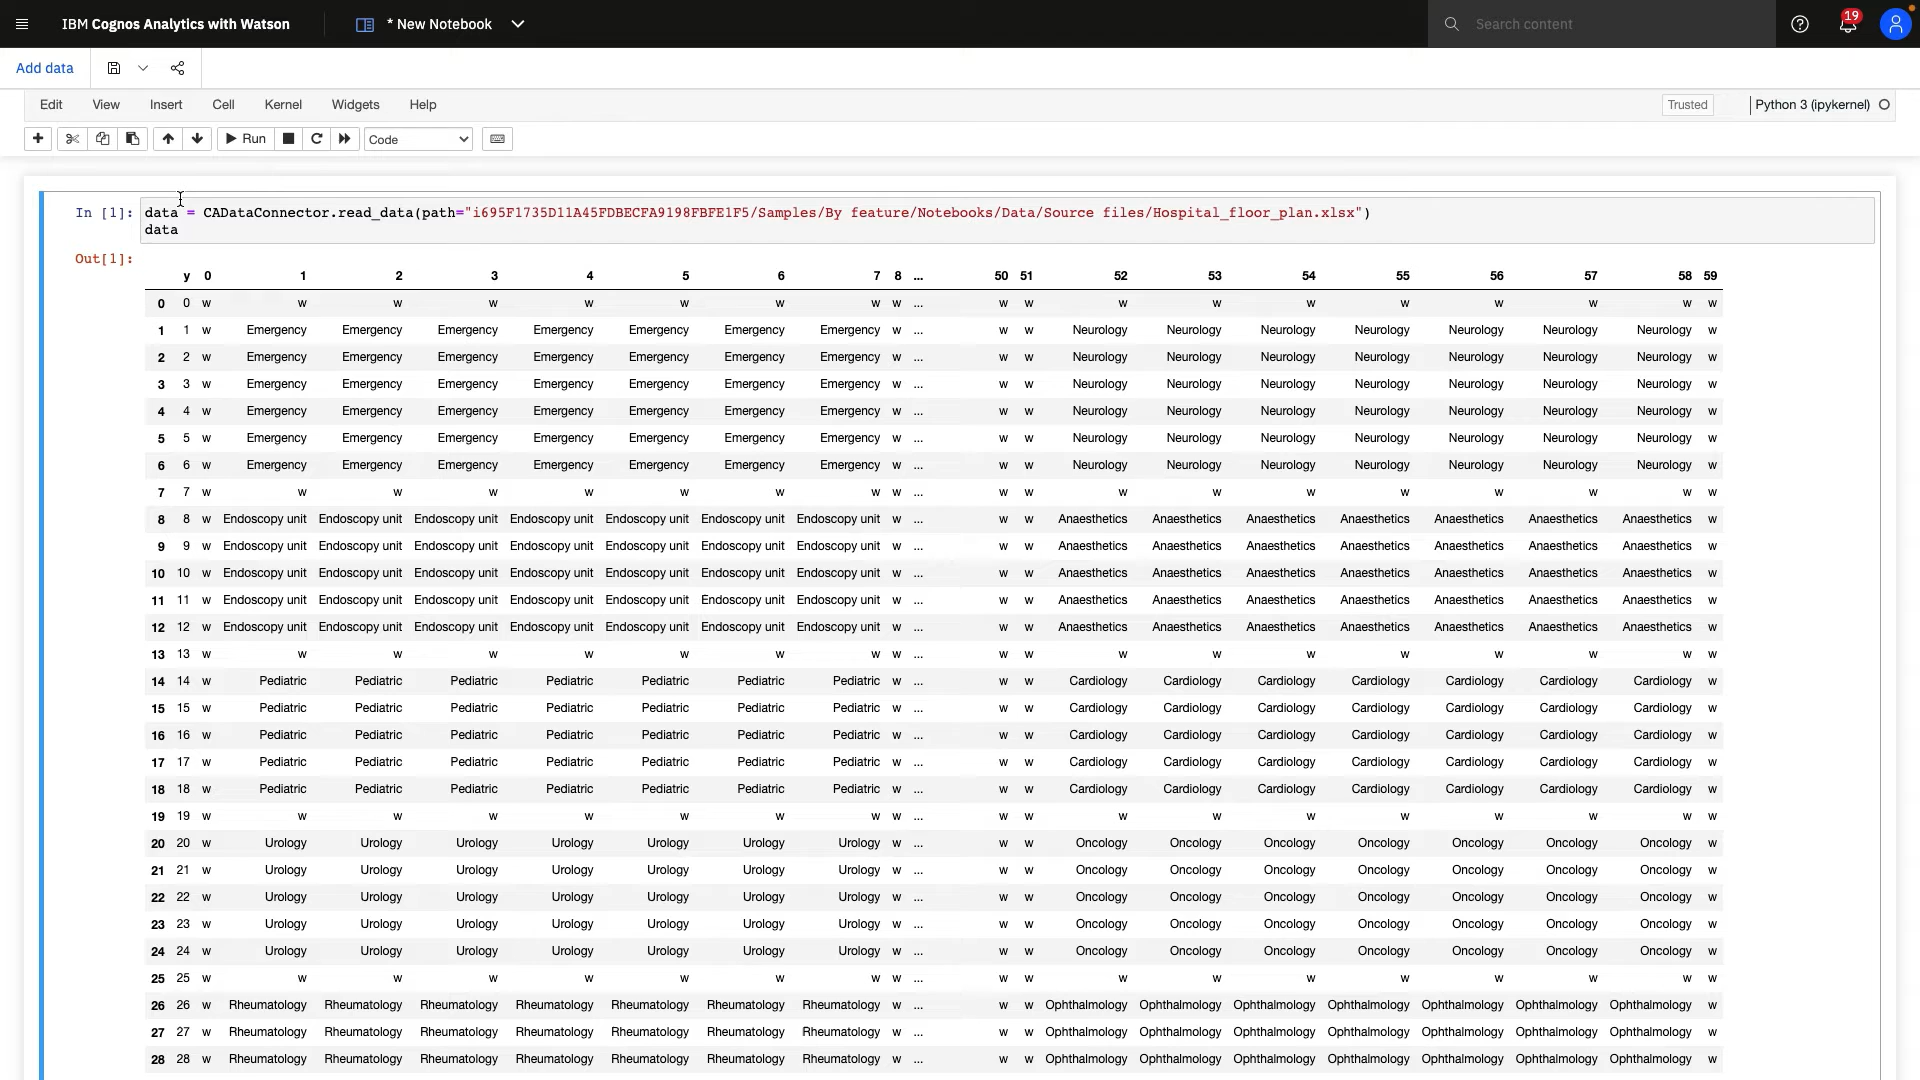 IBM Cognos Analytics with Watson * New Notebook Search content 19
Add data
Edit View Insert Cell Kernel Widgets Help Trusted Python 3 (ipykernel)
Run Code
In [1]: data = CADataConnector.read_data(path="i695F1735D11A45FDBECFA9198FBFE1F5/Samples/By feature/Notebooks/Data/Source files/Hospital_floor_plan.xlsx")
data
Out[1]:
y 0 1 2 3 4 5 6 7 8 ... 50 51 52 53 54 55 56 57 58 59
0 0 w w w w w w w w w ... w w w w w w w w w w
1 1 w Emergency Emergency Emergency Emergency Emergency Emergency Emergency w ... w w Neurology Neurology Neurology Neurology Neurology Neurology Neurology w
2 2 w Emergency Emergency Emergency Emergency Emergency Emergency Emergency w ... w w Neurology Neurology Neurology Neurology Neurology Neurology Neurology w
3 3 w Emergency Emergency Emergency Emergency Emergency Emergency Emergency w ... w w Neurology Neurology Neurology Neurology Neurology Neurology Neurology w
4 4 w Emergency Emergency Emergency Emergency Emergency Emergency Emergency w ... w w Neurology Neurology Neurology Neurology Neurology Neurology Neurology w
5 5 w Emergency Emergency Emergency Emergency Emergency Emergency Emergency w ... w w Neurology Neurology Neurology Neurology Neurology Neurology Neurology w
6 6 w Emergency Emergency Emergency Emergency Emergency Emergency Emergency w ... w w Neurology Neurology Neurology Neurology Neurology Neurology Neurology w
7 7 w w w w w w w w w ... w w w w w w w w w w
8 8 w Endoscopy unit Endoscopy unit Endoscopy unit Endoscopy unit Endoscopy unit Endoscopy unit Endoscopy unit w ... w w Anaesthetics Anaesthetics Anaesthetics Anaesthetics Anaesthetics Anaesthetics Anaesthetics w
9 9 w Endoscopy unit Endoscopy unit Endoscopy unit Endoscopy unit Endoscopy unit Endoscopy unit Endoscopy unit w ... w w Anaesthetics Anaesthetics Anaesthetics Anaesthetics Anaesthetics Anaesthetics Anaesthetics w
10 10 w Endoscopy unit Endoscopy unit Endoscopy unit Endoscopy unit Endoscopy unit Endoscopy unit Endoscopy unit w ... w w Anaesthetics Anaesthetics Anaesthetics Anaesthetics Anaesthetics Anaesthetics Anaesthetics w
11 11 w Endoscopy unit Endoscopy unit Endoscopy unit Endoscopy unit Endoscopy unit Endoscopy unit Endoscopy unit w ... w w Anaesthetics Anaesthetics Anaesthetics Anaesthetics Anaesthetics Anaesthetics Anaesthetics w
12 12 w Endoscopy unit Endoscopy unit Endoscopy unit Endoscopy unit Endoscopy unit Endoscopy unit Endoscopy unit w ... w w Anaesthetics Anaesthetics Anaesthetics Anaesthetics Anaesthetics Anaesthetics Anaesthetics w
13 13 w w w w w w w w w ... w w w w w w w w w w
14 14 w Pediatric Pediatric Pediatric Pediatric Pediatric Pediatric Pediatric w ... w w Cardiology Cardiology Cardiology Cardiology Cardiology Cardiology Cardiology w
15 15 w Pediatric Pediatric Pediatric Pediatric Pediatric Pediatric Pediatric w ... w w Cardiology Cardiology Cardiology Cardiology Cardiology Cardiology Cardiology w
16 16 w Pediatric Pediatric Pediatric Pediatric Pediatric Pediatric Pediatric w ... w w Cardiology Cardiology Cardiology Cardiology Cardiology Cardiology Cardiology w
17 17 w Pediatric Pediatric Pediatric Pediatric Pediatric Pediatric Pediatric w ... w w Cardiology Cardiology Cardiology Cardiology Cardiology Cardiology Cardiology w
18 18 w Pediatric Pediatric Pediatric Pediatric Pediatric Pediatric Pediatric w ... w w Cardiology Cardiology Cardiology Cardiology Cardiology Cardiology Cardiology w
19 19 w w w w w w w w w ... w w w w w w w w w w
20 20 w Urology Urology Urology Urology Urology Urology Urology w ... w w Oncology Oncology Oncology Oncology Oncology Oncology Oncology w
21 21 w Urology Urology Urology Urology Urology Urology Urology w ... w w Oncology Oncology Oncology Oncology Oncology Oncology Oncology w
22 22 w Urology Urology Urology Urology Urology Urology Urology w ... w w Oncology Oncology Oncology Oncology Oncology Oncology Oncology w
23 23 w Urology Urology Urology Urology Urology Urology Urology w ... w w Oncology Oncology Oncology Oncology Oncology Oncology Oncology w
24 24 w Urology Urology Urology Urology Urology Urology Urology w ... w w Oncology Oncology Oncology Oncology Oncology Oncology Oncology w
25 25 w w w w w w w w w ... w w w w w w w w w w
26 26 w Rheumatology Rheumatology Rheumatology Rheumatology Rheumatology Rheumatology Rheumatology w ... w w Ophthalmology Ophthalmology Ophthalmology Ophthalmology Ophthalmology Ophthalmology Ophthalmology w
27 27 w Rheumatology Rheumatology Rheumatology Rheumatology Rheumatology Rheumatology Rheumatology w ... w w Ophthalmology Ophthalmology Ophthalmology Ophthalmology Ophthalmology Ophthalmology Ophthalmology w
28 28 w Rheumatology Rheumatology Rheumatology Rheumatology Rheumatology Rheumatology Rheumatology w ... w w Ophthalmology Ophthalmology Ophthalmology Ophthalmology Ophthalmology Ophthalmology Ophthalmology w